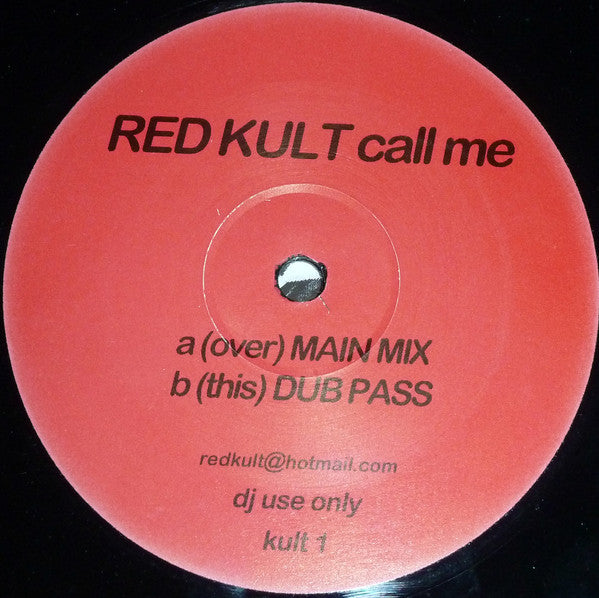 RED KULT call me
a (over) MAIN MIX
b (this) DUB PASS
redkult@hotmail.com
dj use only
kult 1